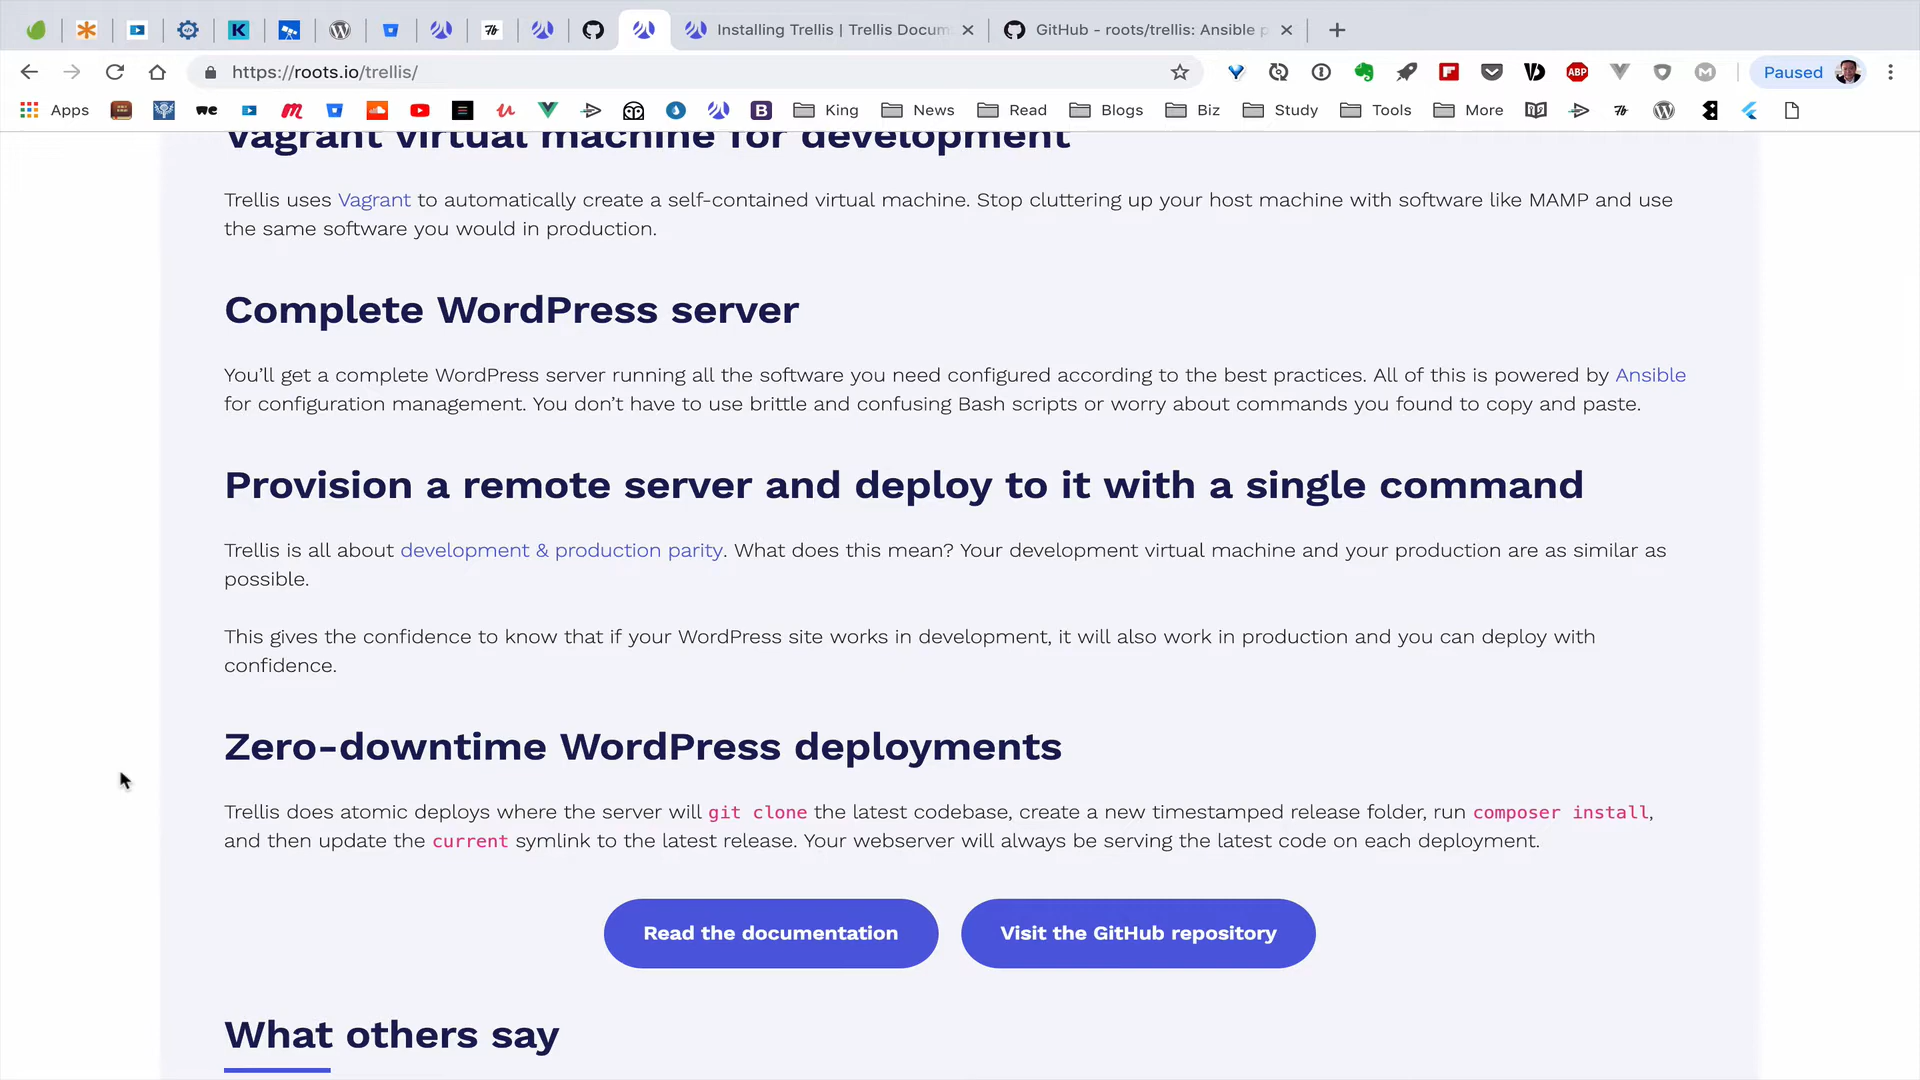 Installing Trellis | Trellis Docum
GitHub - roots/trellis: Ansible p
https://roots.io/trellis/
ABP
Paused
Apps
King
News
Read
Blogs
Biz
Study
Tools
More
Vagrant virtual machine for development
Trellis uses Vagrant to automatically create a self-contained virtual machine. Stop cluttering up your host machine with software like MAMP and use
the same software you would in production.
Complete WordPress server
You’ll get a complete WordPress server running all the software you need configured according to the best practices. All of this is powered by Ansible
for configuration management. You don’t have to use brittle and confusing Bash scripts or worry about commands you found to copy and paste.
Provision a remote server and deploy to it with a single command
Trellis is all about development & production parity. What does this mean? Your development virtual machine and your production are as similar as
possible.
This gives the confidence to know that if your WordPress site works in development, it will also work in production and you can deploy with
confidence.
Zero-downtime WordPress deployments
Trellis does atomic deploys where the server will git clone the latest codebase, create a new timestamped release folder, run composer install,
and then update the current symlink to the latest release. Your webserver will always be serving the latest code on each deployment.
Read the documentation
Visit the GitHub repository
What others say